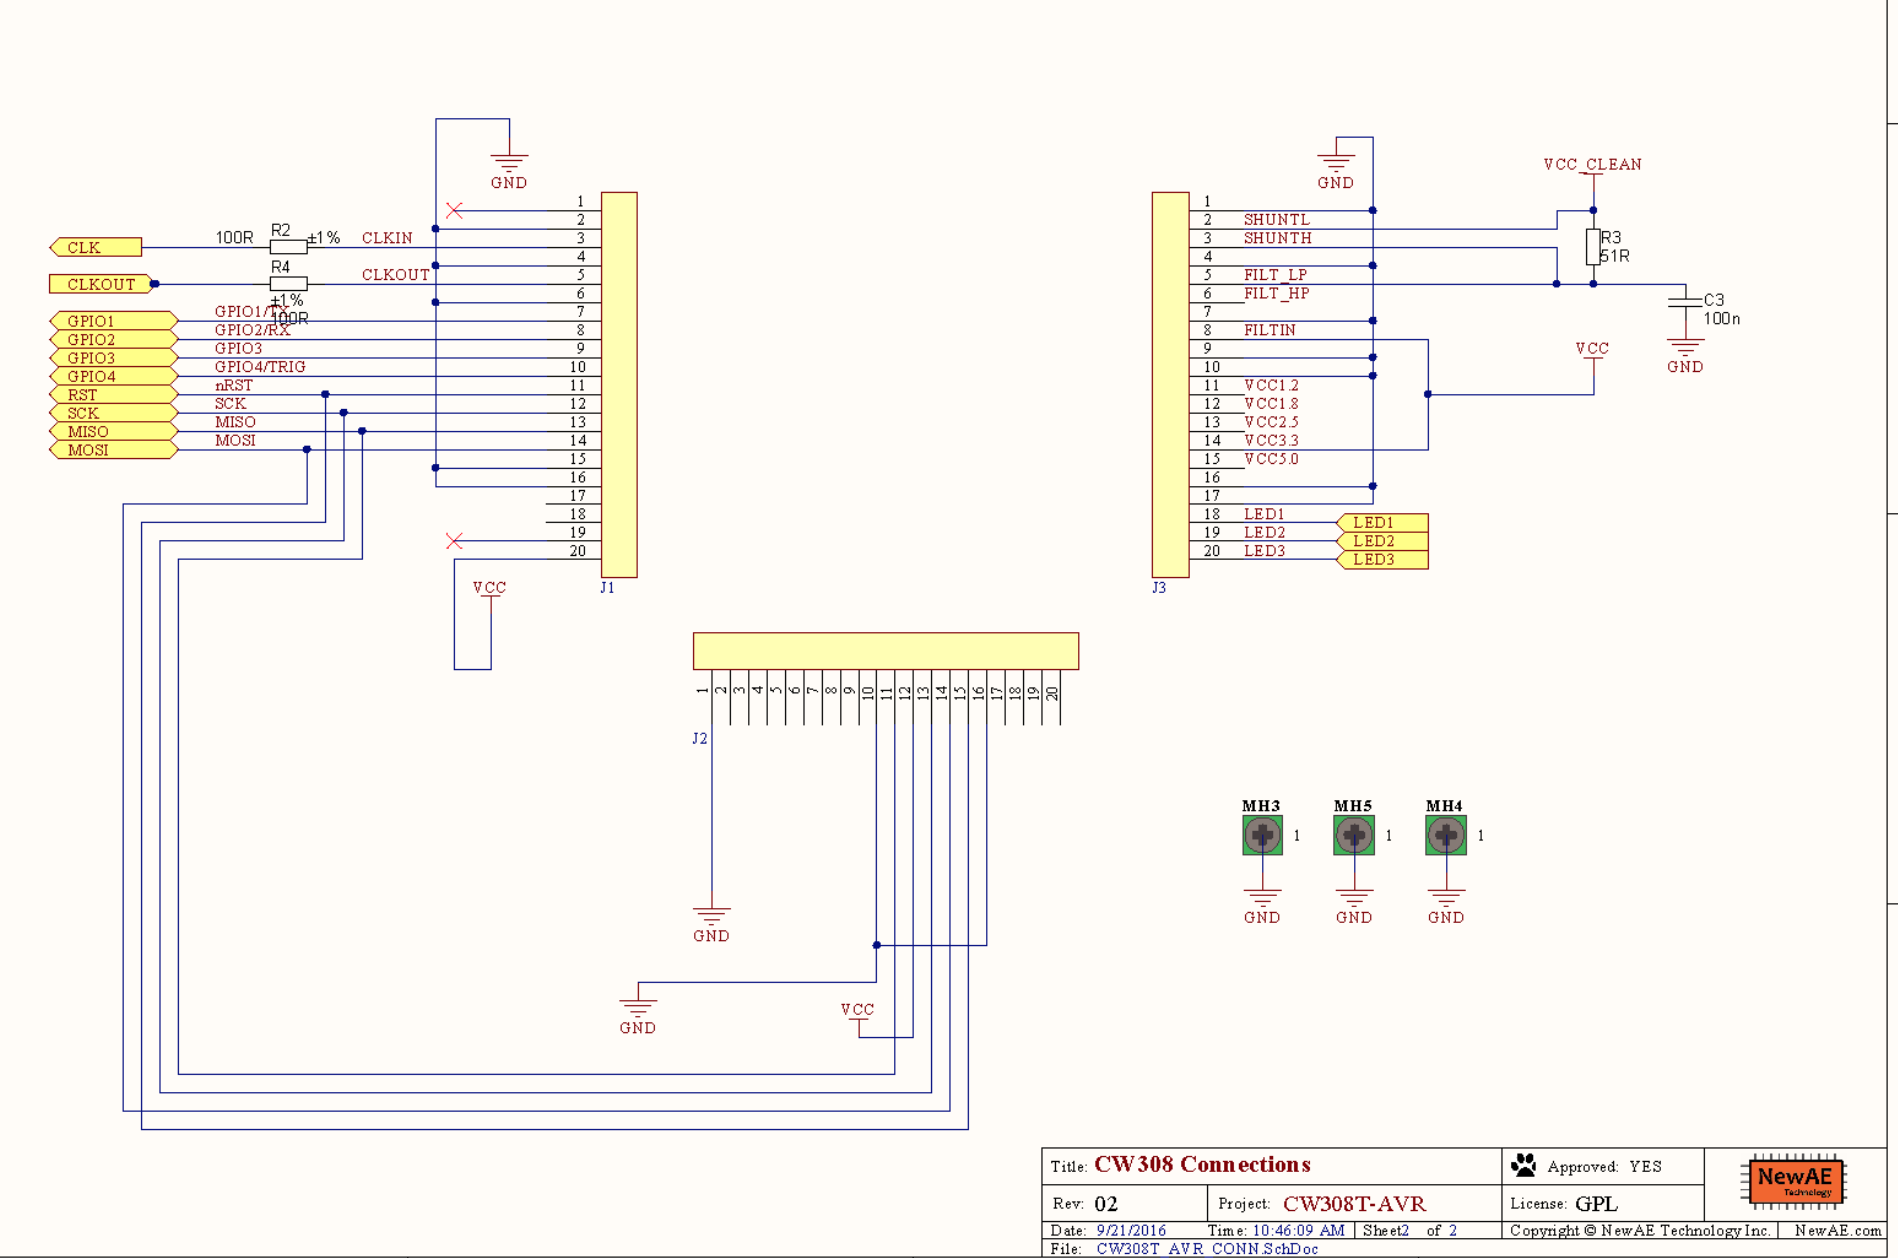 GND
1
2
3
4
5
6
7
8
9
10
11
12
13
14
15
16
17
18
19
20
J1
CLK
100R
R2
±1%
CLKIN
CLKOUT
R4
±1%
100R
CLKOUT
GPIO1
GPIO1/TX
GPIO2
GPIO2/RX
GPIO3
GPIO3
GPIO4
GPIO4/TRIG
RST
nRST
SCK
SCK
MISO
MISO
MOSI
MOSI
VCC
GND
VCC_CLEAN
1
2 SHUNTL
3 SHUNTH
4
5 FILT_LP
6 FILT_HP
7
8 FILTIN
9
10
11 VCC1.2
12 VCC1.8
13 VCC2.5
14 VCC3.3
15 VCC5.0
16
17
18 LED1 LED1
19 LED2 LED2
20 LED3 LED3
J3
R3
51R
C3
100n
GND
VCC
1 2 3 4 5 6 7 8 9 10 11 12 13 14 15 16 17 18 19 20
J2
GND
GND
VCC
MH3 MH5 MH4
1 1 1
GND GND GND
Title: CW308 Connections
Approved: YES
Rev: 02
Project: CW308T-AVR
License: GPL
NewAE
Technology
Date: 9/21/2016
Time: 10:46:09 AM
Sheet2 of 2
Copyright © NewAE Technology Inc.
NewAE.com
File: CW308T_AVR_CONN.SchDoc